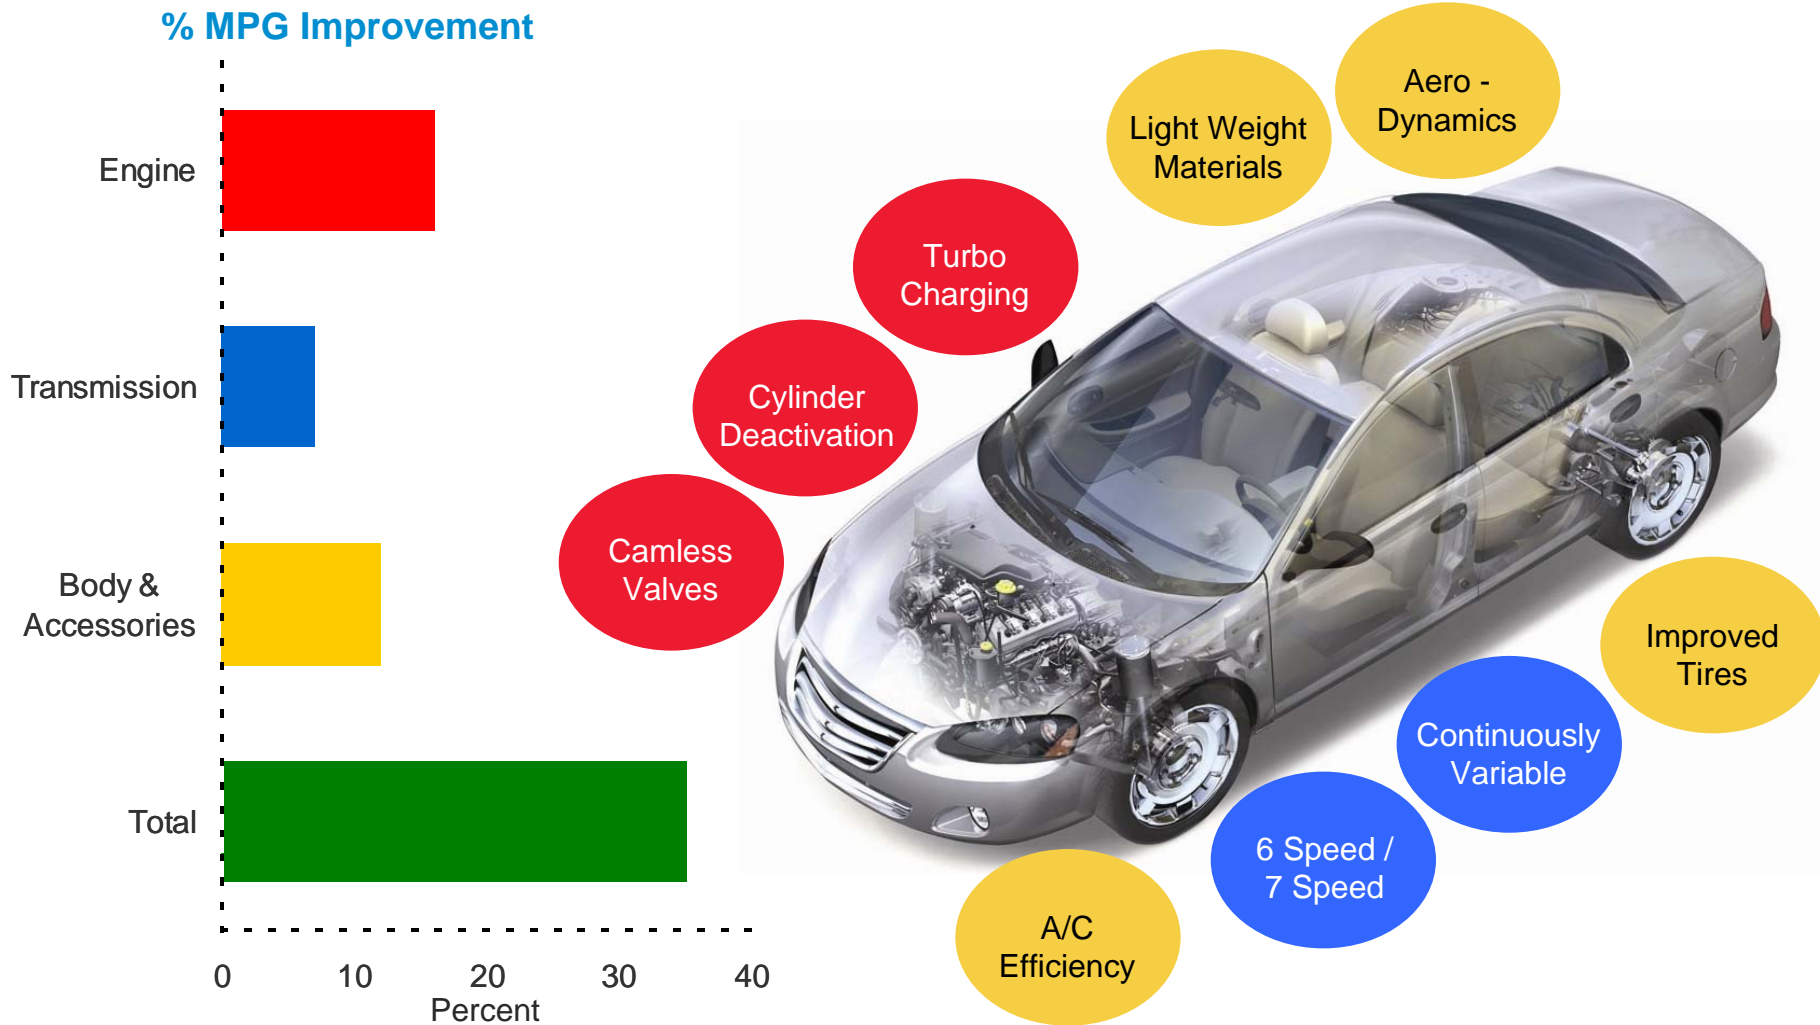 % MPG Improvement
Engine
Transmission
Body &
Accessories
Total
0 10 20 30 40
Percent
Aero -
Dynamics
Light Weight
Materials
Turbo
Charging
Cylinder
Deactivation
Camless
Valves
Improved
Tires
Continuously
Variable
6 Speed /
7 Speed
A/C
Efficiency